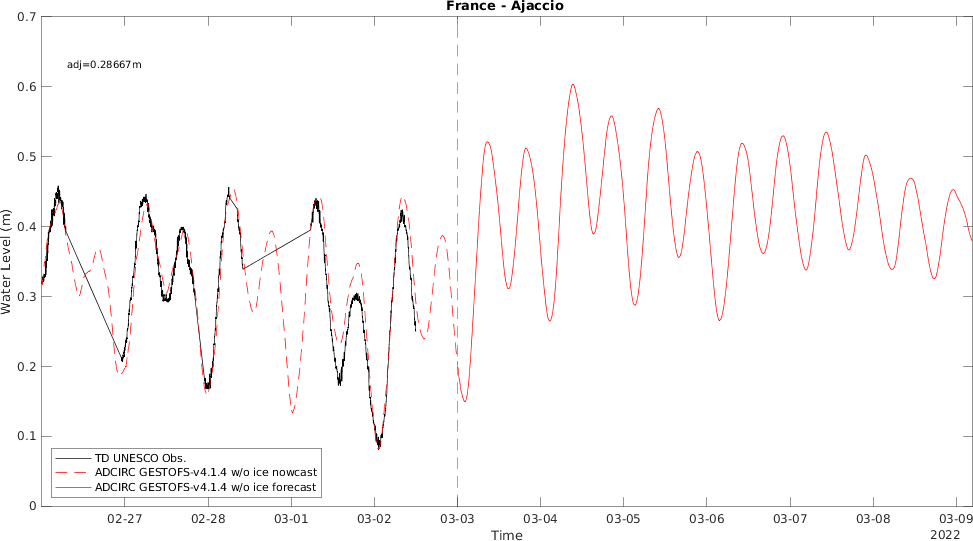 France - Ajaccio
adj=0.28667m
0.7
0.6
0.5
0.4
0.3
0.2
0.1
0
Water Level (m)
TD UNESCO Obs.
ADCIRC GESTOFS-v4.1.4 w/o ice nowcast
ADCIRC GESTOFS-v4.1.4 w/o ice forecast
02-27 02-28 03-01 03-02 03-03 03-04 03-05 03-06 03-07 03-08 03-09
Time
2022